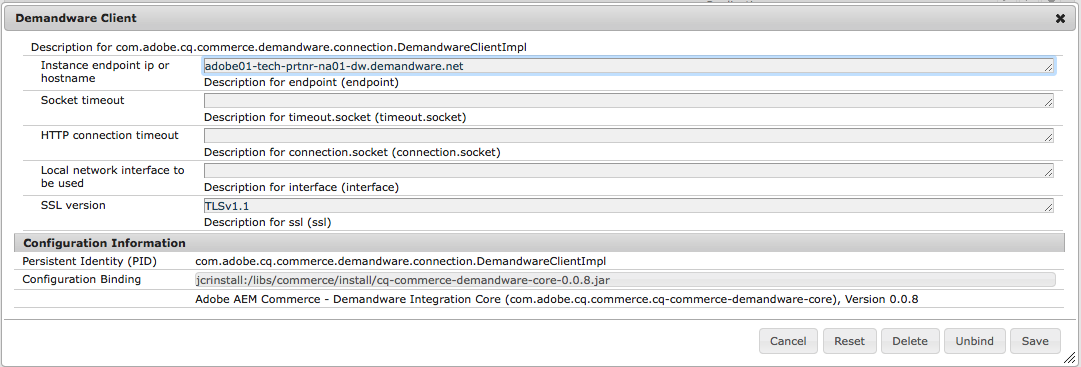 Demandware Client
Description for com.adobe.cq.commerce.demandware.connection.DemandwareClientImpl
Instance endpoint ip or hostname
adobe01-tech-prtnr-na01-dw.demandware.net
Description for endpoint (endpoint)
Socket timeout
Description for timeout.socket (timeout.socket)
HTTP connection timeout
Description for connection.socket (connection.socket)
Local network interface to be used
Description for interface (interface)
SSL version
TLSv1.1
Description for ssl (ssl)
Configuration Information
Persistent Identity (PID)
com.adobe.cq.commerce.demandware.connection.DemandwareClientImpl
Configuration Binding
jcrinstall:/libs/commerce/install/cq-commerce-demandware-core-0.0.8.jar
Adobe AEM Commerce - Demandware Integration Core (com.adobe.cq.commerce.cq-commerce-demandware-core), Version 0.0.8
Cancel
Reset
Delete
Unbind
Save